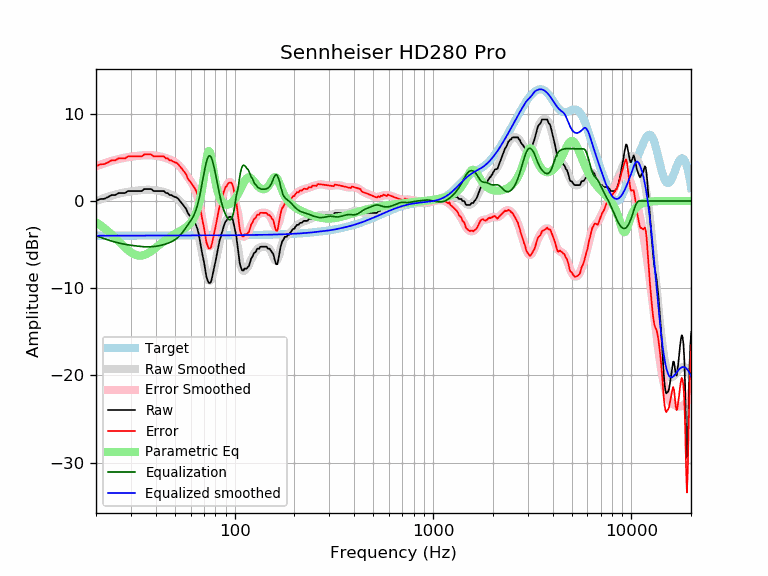 Sennheiser HD280 Pro
Amplitude (dBr)
10
0
−10
−20
−30
Target
Raw Smoothed
Error Smoothed
Raw
Error
Parametric Eq
Equalization
Equalized smoothed
100
1000
10000
Frequency (Hz)